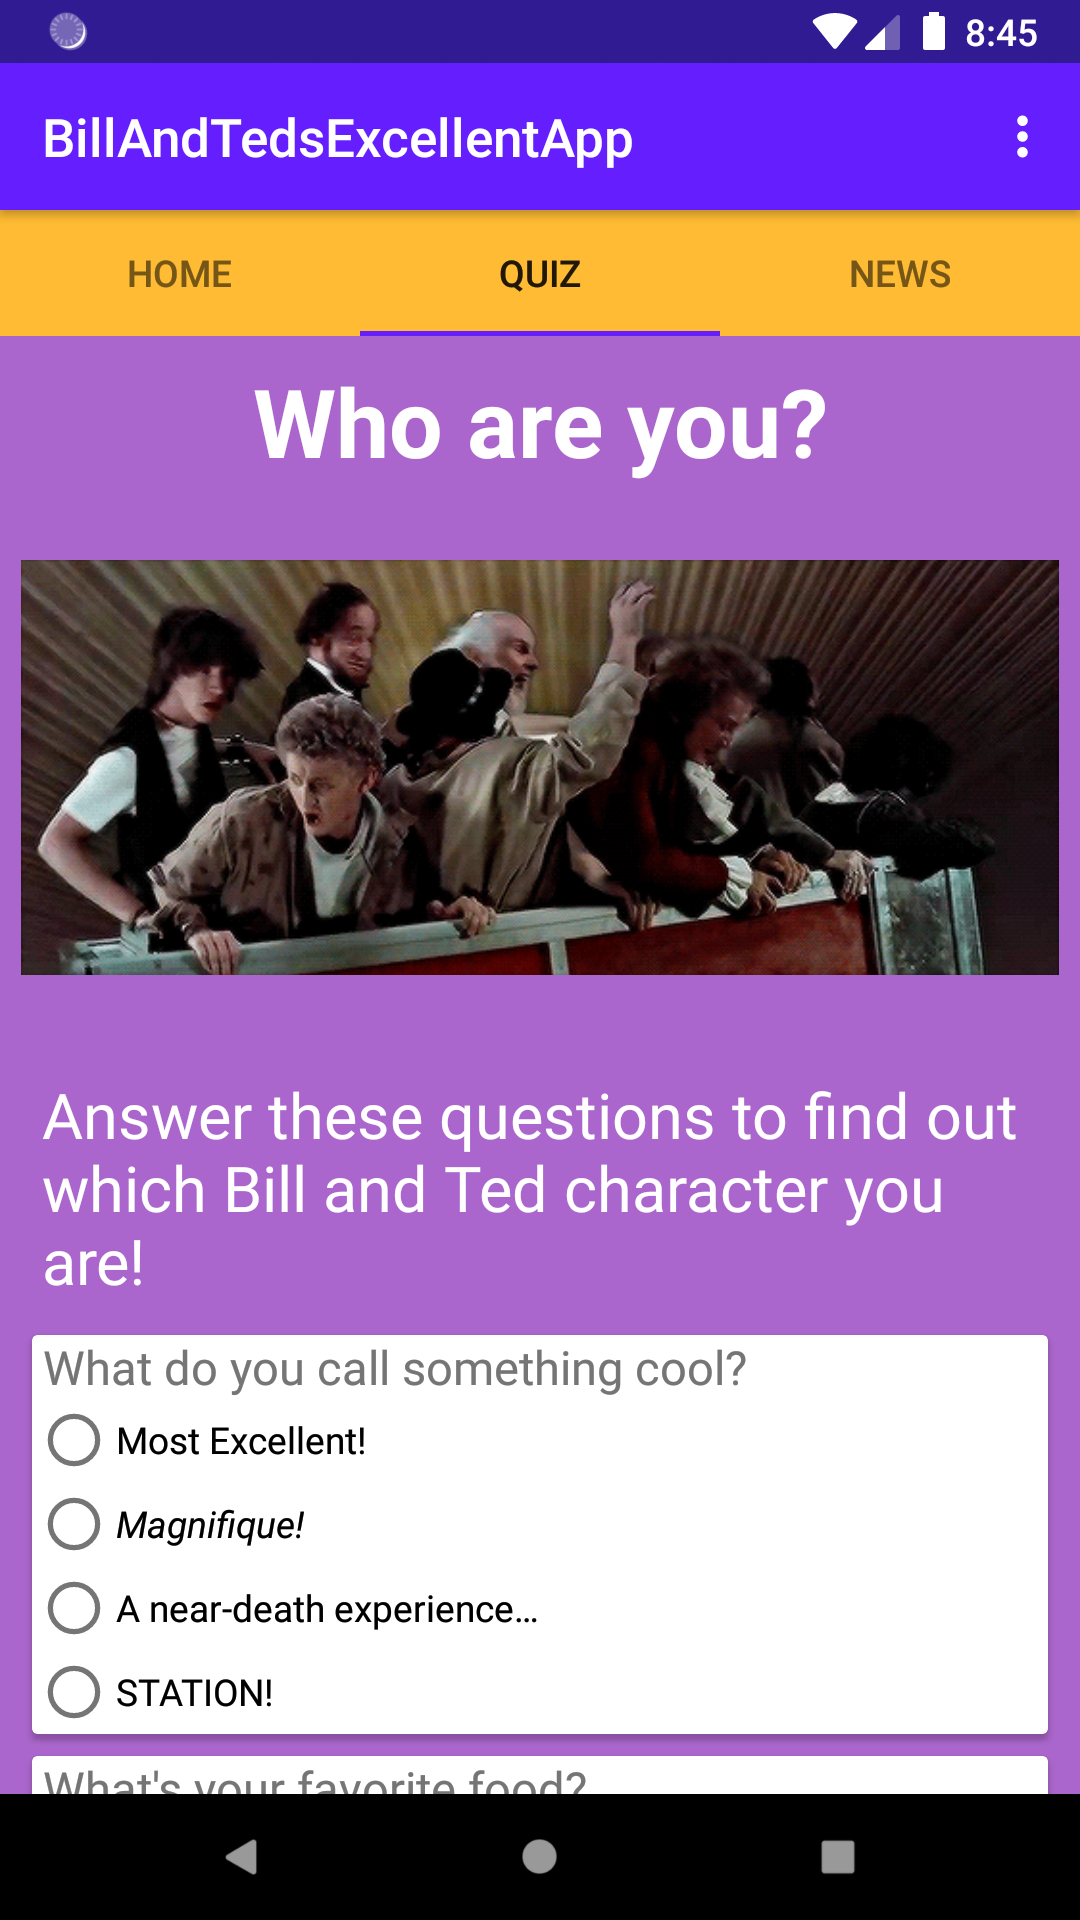 8:45
BillAndTedsExcellentApp
HOME QUIZ NEWS
Who are you?
Answer these questions to find out
which Bill and Ted character you
are!
What do you call something cool?
Most Excellent!
Magnifique!
A near-death experience...
STATION!
What's your favorite food?